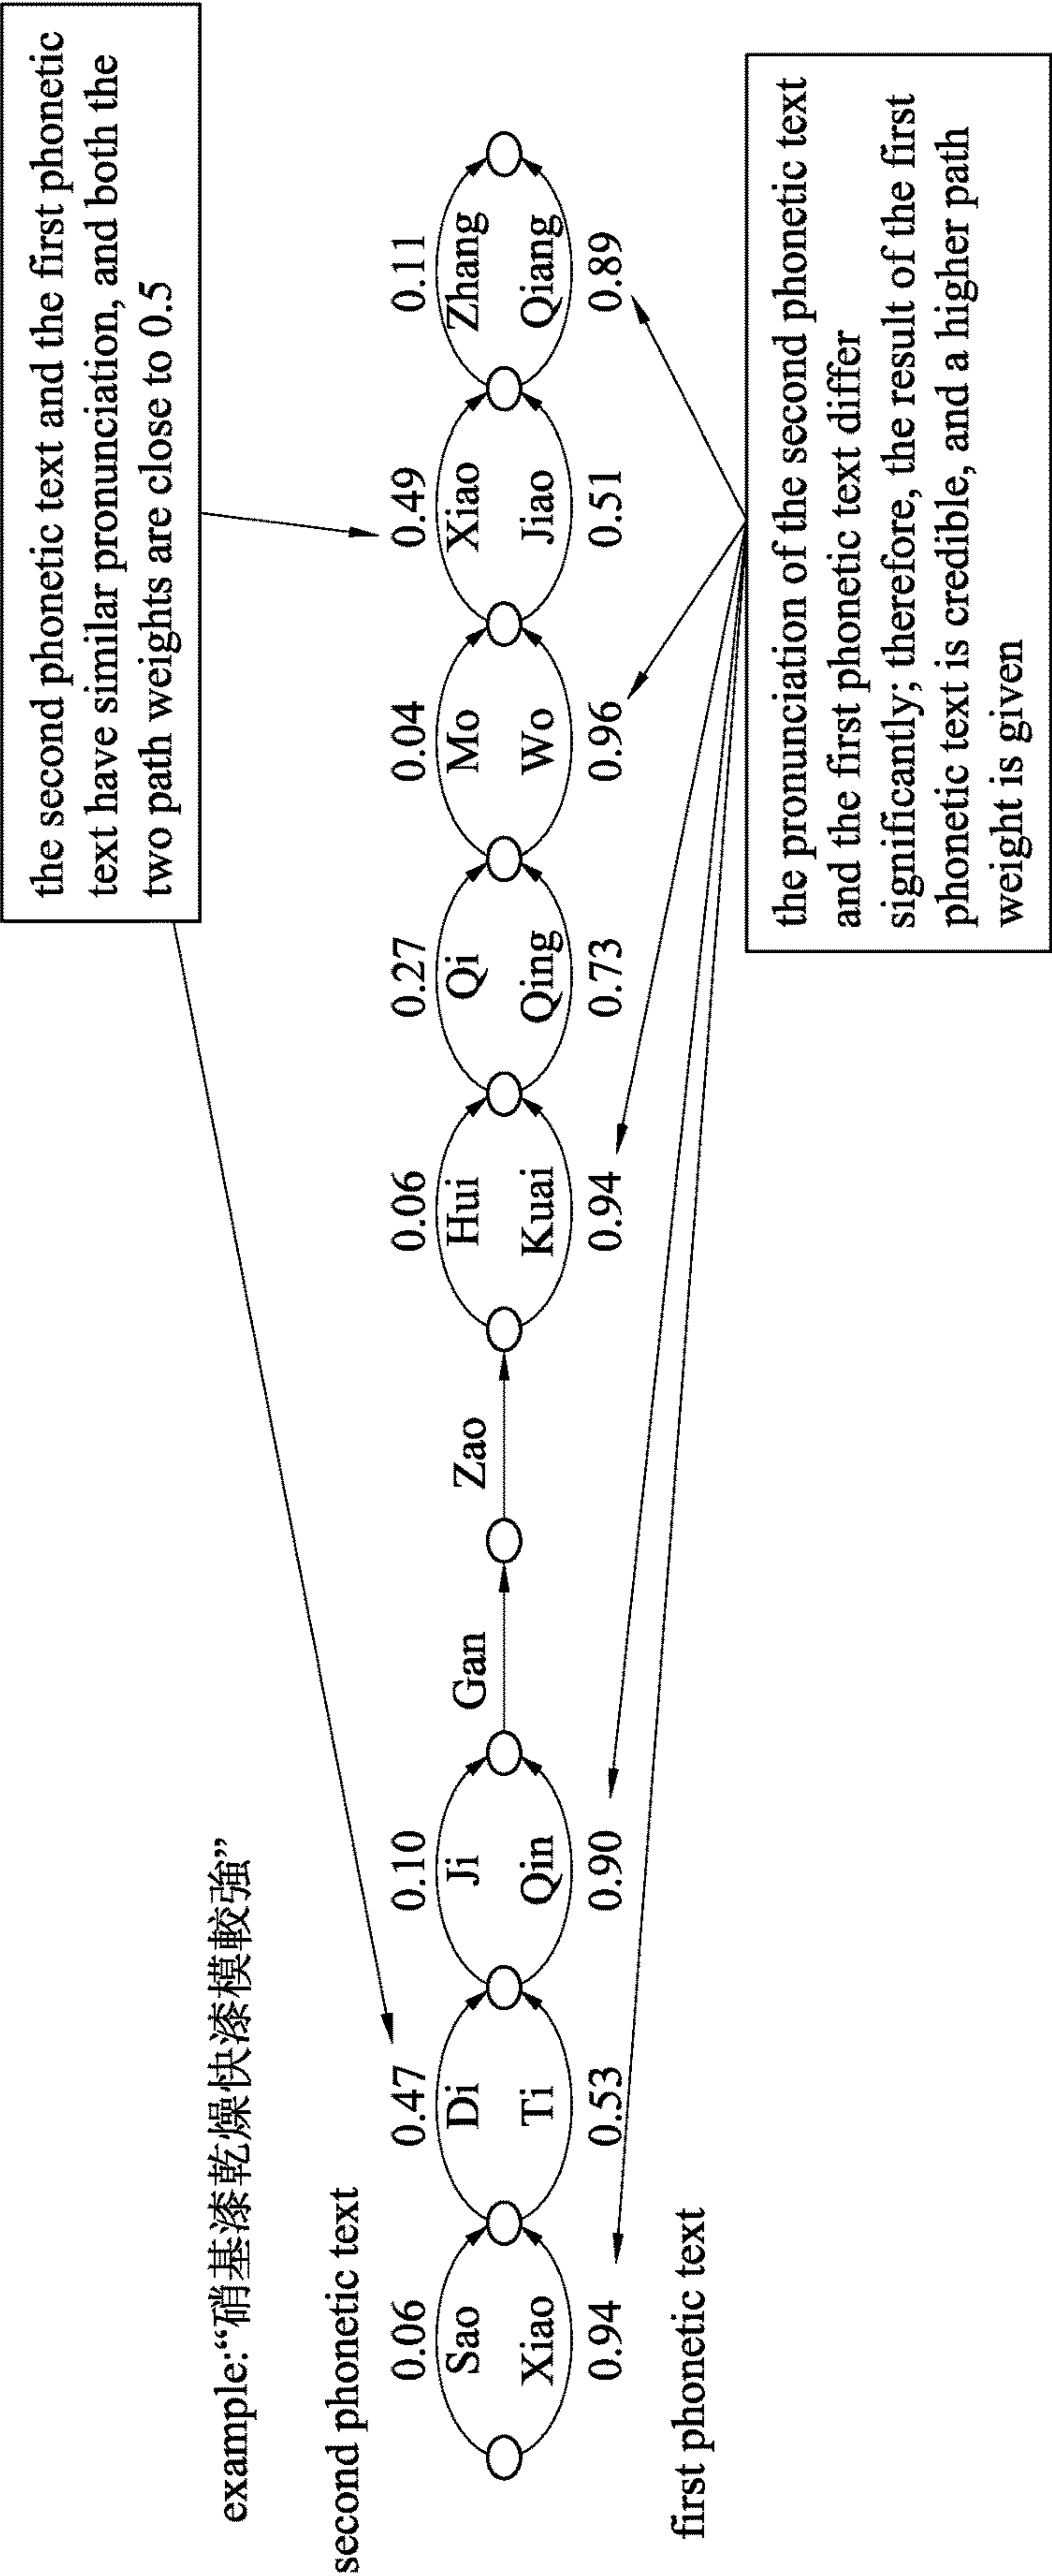 example:“硝基漆乾燥快漆模較強”
the second phonetic text and the first phonetic
text have similar pronunciation, and both the
two path weights are close to 0.5
second phonetic text
0.06
0.47
0.10
0.06
0.27
0.04
0.49
0.11
Sao
Di
Ji
Gan
Zao
Hui
Qi
Mo
Xiao
Zhang
Xiao
Ti
Qin
Kuai
Qing
Wo
Jiao
Qiang
0.94
0.53
0.90
0.94
0.73
0.96
0.51
0.89
first phonetic text
the pronunciation of the second phonetic text
and the first phonetic text differ
significantly; therefore, the result of the first
phonetic text is credible, and a higher path
weight is given